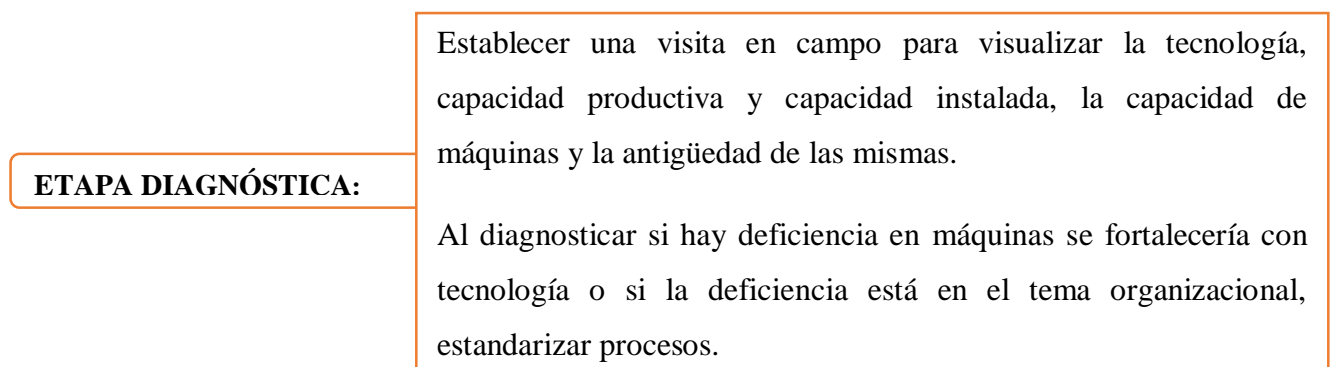 ETAPA DIAGNÓSTICA:
Establecer una visita en campo para visualizar la tecnología,
capacidad productiva y capacidad instalada, la capacidad de
máquinas y la antigüedad de las mismas.
Al diagnosticar si hay deficiencia en máquinas se fortalecería con
tecnología o si la deficiencia está en el tema organizacional,
estandarizar procesos.